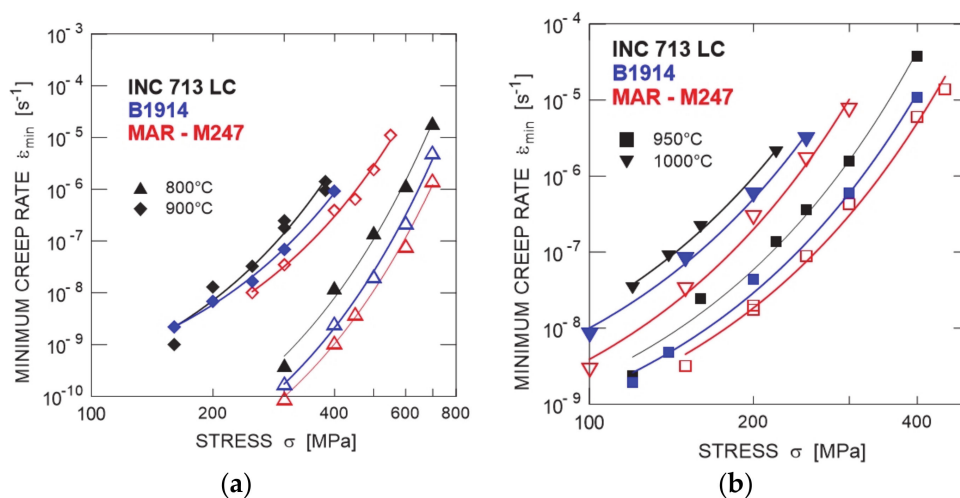 (a)
10⁻³
10⁻⁴
10⁻⁵
10⁻⁶
10⁻⁷
10⁻⁸
10⁻⁹
10⁻¹⁰
MINIMUM CREEP RATE ε̇min [s⁻¹]
INC 713 LC
B1914
MAR - M247
800°C
900°C
100 200 400 600 800
STRESS σ [MPa]
(a)
(b)
10⁻⁴
10⁻⁵
10⁻⁶
10⁻⁷
10⁻⁸
10⁻⁹
MINIMUM CREEP RATE ε̇min [s⁻¹]
INC 713 LC
B1914
MAR - M247
950°C
1000°C
100 200 400
STRESS σ [MPa]
(b)